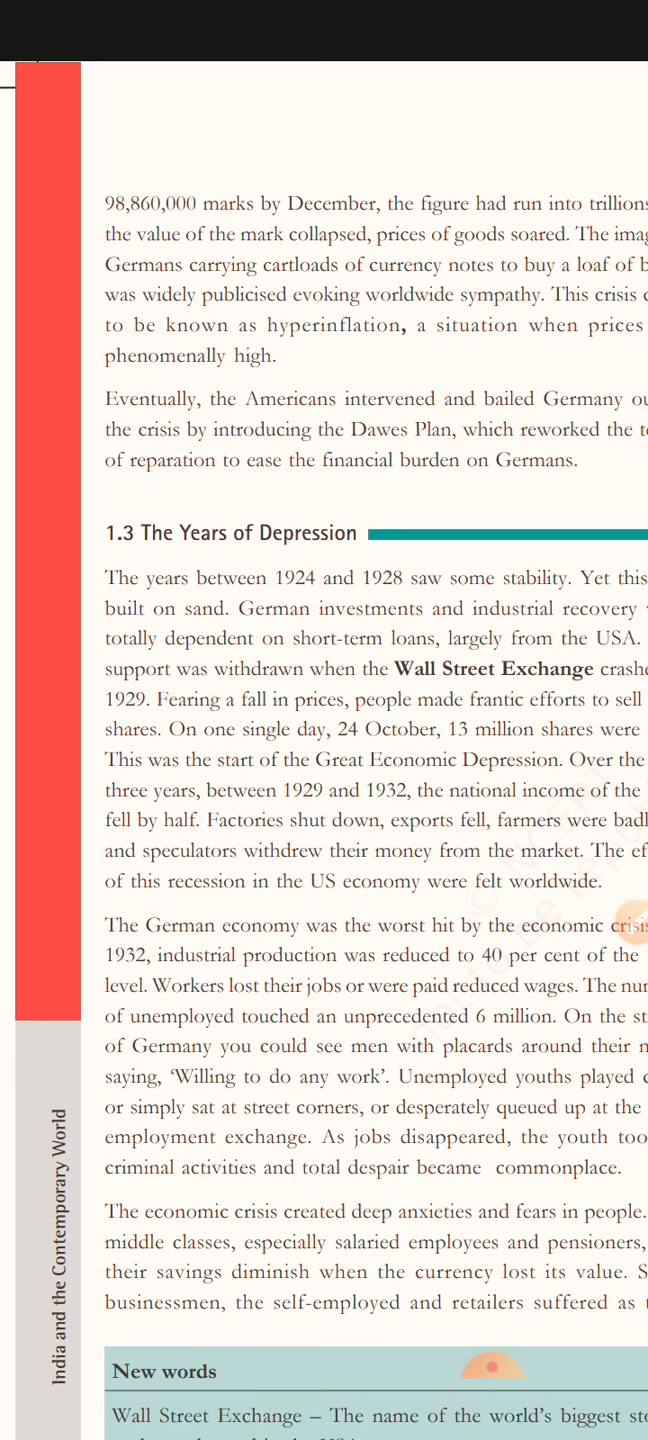 98,860,000 marks by December, the figure had run into trillions
the value of the mark collapsed, prices of goods soared. The
Germans carrying cartloads of currency notes to buy a loaf of
was widely publicised evoking worldwide sympathy. This crisis
to be known as hyperinflation, a situation when prices
phenomenally high.
Eventually, the Americans intervened and bailed Germany
the crisis by introducing the Dawes Plan, which reworked the
of reparation to ease the financial burden on Germans.
1.3 The Years of Depression
The years between 1924 and 1928 saw some stability. Yet this
built on sand. German investments and industrial recovery
totally dependent on short-term loans, largely from the USA.
support was withdrawn when the Wall Street Exchange
1929. Fearing a fall in prices, people made frantic efforts to sell
shares. On one single day, 24 October, 13 million shares were
This was the start of the Great Economic Depression. Over the
three years, between 1929 and 1932, the national income of the
fell by half. Factories shut down, exports fell, farmers were
and speculators withdrew their money from the market. The
of this recession in the US economy were felt worldwide.
The German economy was the worst hit by the economic crisis
1932, industrial production was reduced to 40 per cent of the
level. Workers lost their jobs or were paid reduced wages. The
of unemployed touched an unprecedented 6 million. On the
of Germany you could see men with placards around their
saying, ‘Willing to do any work’. Unemployed youths played
or simply sat at street corners, or desperately queued up at the
employment exchange. As jobs disappeared, the youth
criminal activities and total despair became commonplace.
The economic crisis created deep anxieties and fears in people.
middle classes, especially salaried employees and pensioners,
their savings diminish when the currency lost its value.
businessmen, the self-employed and retailers suffered as
New words
Wall Street Exchange – The name of the world’s biggest
India and the Contemporary World
© NCERT
not to be